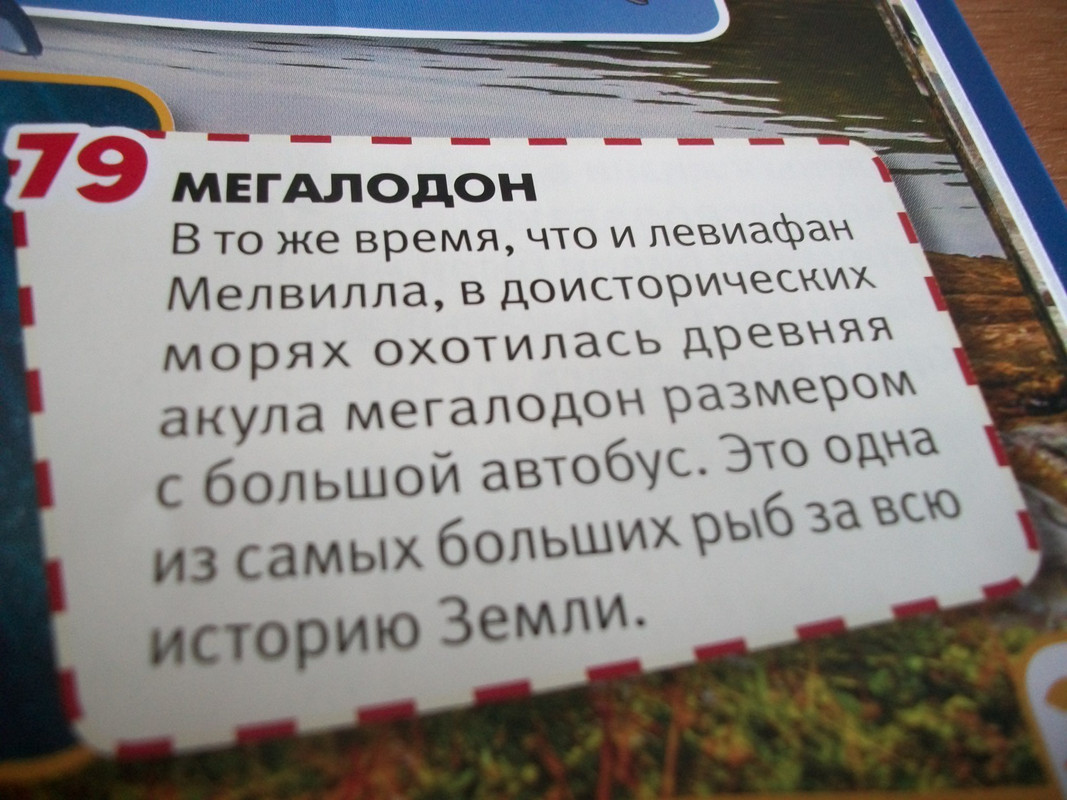 79
МЕГАЛОДОН
В то же время, что и левиафан
Мелвилла, в доисторических
морях охотилась древняя
акула мегалодон размером
с большой автобус. Это одна
из самых больших рыб за всю
историю Земли.